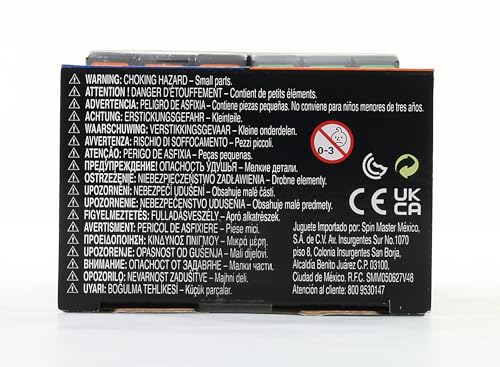 WARNING: CHOKING HAZARD – Small parts.
ATTENTION ! DANGER D'ÉTOUFFEMENT – Contient de petits éléments.
ADVERTENCIA: PELIGRO DE ASFIXIA – Contiene piezas pequeñas. No conviene para niños menores de tres años.
ACHTUNG: ERSTICKUNGSGEFAHR – Kleinteile.
WAARSCHUWING: VERSTIKKINGSGEVAAR – Kleine onderdelen.
AVVERTENZA: RISCHIO DI SOFFOCAMENTO – Pezzi piccoli.
ATENÇÃO: PERIGO DE ASFIXIA – Peças pequenas.
ПРЕДУПРЕЖДЕНИЕ: ОПАСНОСТЬ УДУШЬЯ – Мелкие детали.
OSTRZEŻENIE: NIEBEZPIECZEŃSTWO ZADŁAWIENIA – Drobne elementy.
UPOZORNĚNÍ: NEBEZPEČÍ UDUŠENÍ – Obsahuje malé části.
UPOZORNENIE: NEBEZPEČENSTVO UDUSENIA – Obsahuje malé predmety.
FIGYELMEZTETÉS: FULLADÁSVESZÉLY – Apró alkatrészek.
AVERTISMENT: PERICOL DE ASFIXIERE – Piese mici.
ΠΡΟΕΙΔΟΠΟΙΗΣΗ: ΚΙΝΔΥΝΟΣ ΠΝΙΓΜΟΥ – Μικρά μέρη.
UPOZORENJE: OPASNOST OD GUŠENJA – Mali dijelovi.
ВНИМАНИЕ: ОПАСНОСТ ОТ ЗАДАВЯНЕ – Малки части.
OPOZORILO: NEVARNOST ZADUŠITVE – Majhni deli.
UYARI: BOĞULMA TEHLİKESİ – Küçük parçalar.
0-3
CE
UK
CA
Juguete Importado por: Spin Master México,
S.A. de C.V. Av. Insurgentes Sur No.1070
piso 8, Colonia Insurgentes San Borja,
Alcaldía Benito Juárez C.P. 03100,
Ciudad de México. R.F.C. SMM050627V48
Atención al cliente: 800 9530147